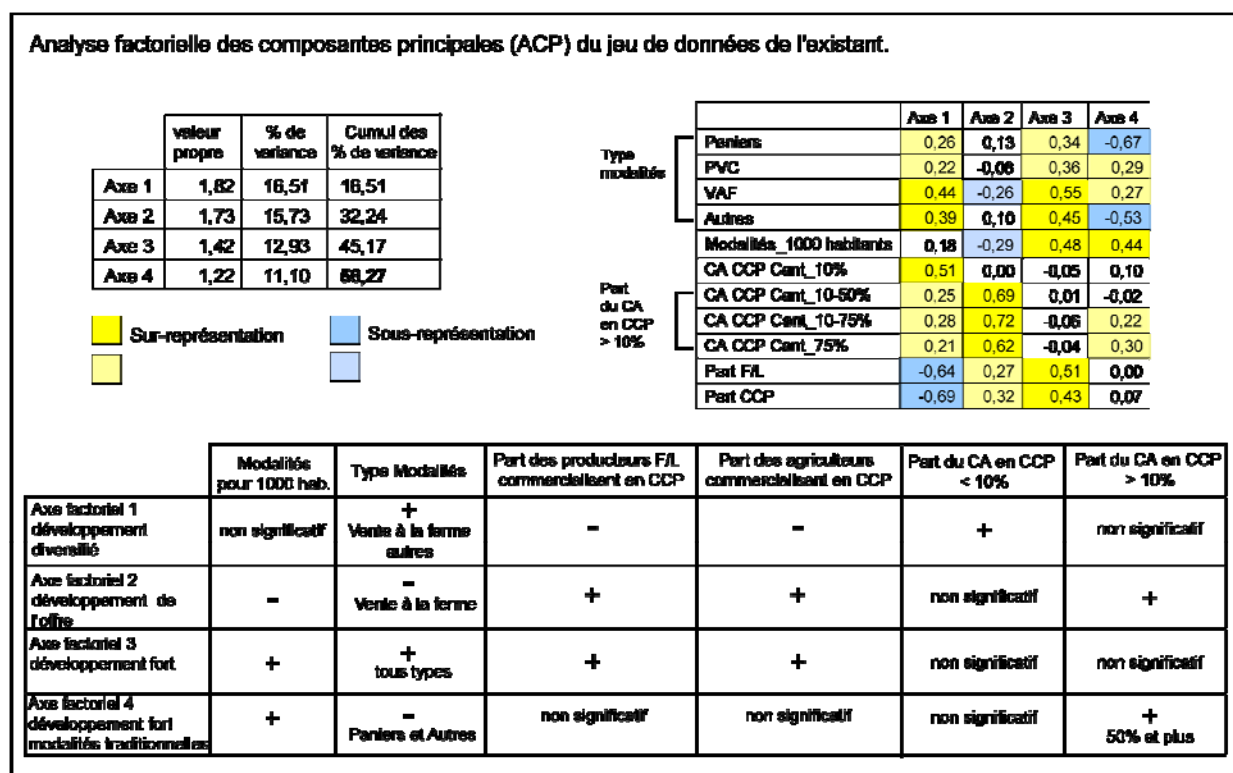 Analyse factorielle des composantes principales (ACP) du jeu de données de l'existant.
valeur propre % de variance Cumul des % de variance
Axe 1 1,82 16,51 16,51
Axe 2 1,73 15,73 32,24
Axe 3 1,42 12,93 45,17
Axe 4 1,22 11,10 56,27
Sur-représentation Sous-représentation
Axe 1 Axe 2 Axe 3 Axe 4
Type modalités
Paniers 0,26 0,13 0,34 -0,67
PVC 0,22 -0,06 0,36 0,29
VAF 0,44 -0,26 0,55 0,27
Autres 0,39 0,10 0,45 -0,53
Modalités_1000 habitants 0,18 -0,29 0,48 0,44
CA CCP Cant_10% 0,51 0,00 -0,05 0,10
Part du CA en CCP > 10%
CA CCP Cant_10-50% 0,25 0,69 0,01 -0,02
CA CCP Cant_10-75% 0,28 0,72 -0,06 0,22
CA CCP Cant_75% 0,21 0,62 -0,04 0,30
Part F/L -0,64 0,27 0,51 0,00
Part CCP -0,69 0,32 0,43 0,07
Modalités pour 1000 hab. Type Modalités Part des producteurs F/L commercialisent en CCP Part des agriculteurs commercialisent en CCP Part du CA en CCP < 10% Part du CA en CCP > 10%
Axe factoriel 1 développement diversifié non significatif + Vente à la ferme autres - - + non significatif
Axe factoriel 2 développement de l'offre - - Vente à la ferme + + non significatif +
Axe factoriel 3 développement fort + + tous types + + non significatif non significatif
Axe factoriel 4 développement fort modalités traditionnelles + - Paniers et Autres non significatif non significatif non significatif + 50% et plus